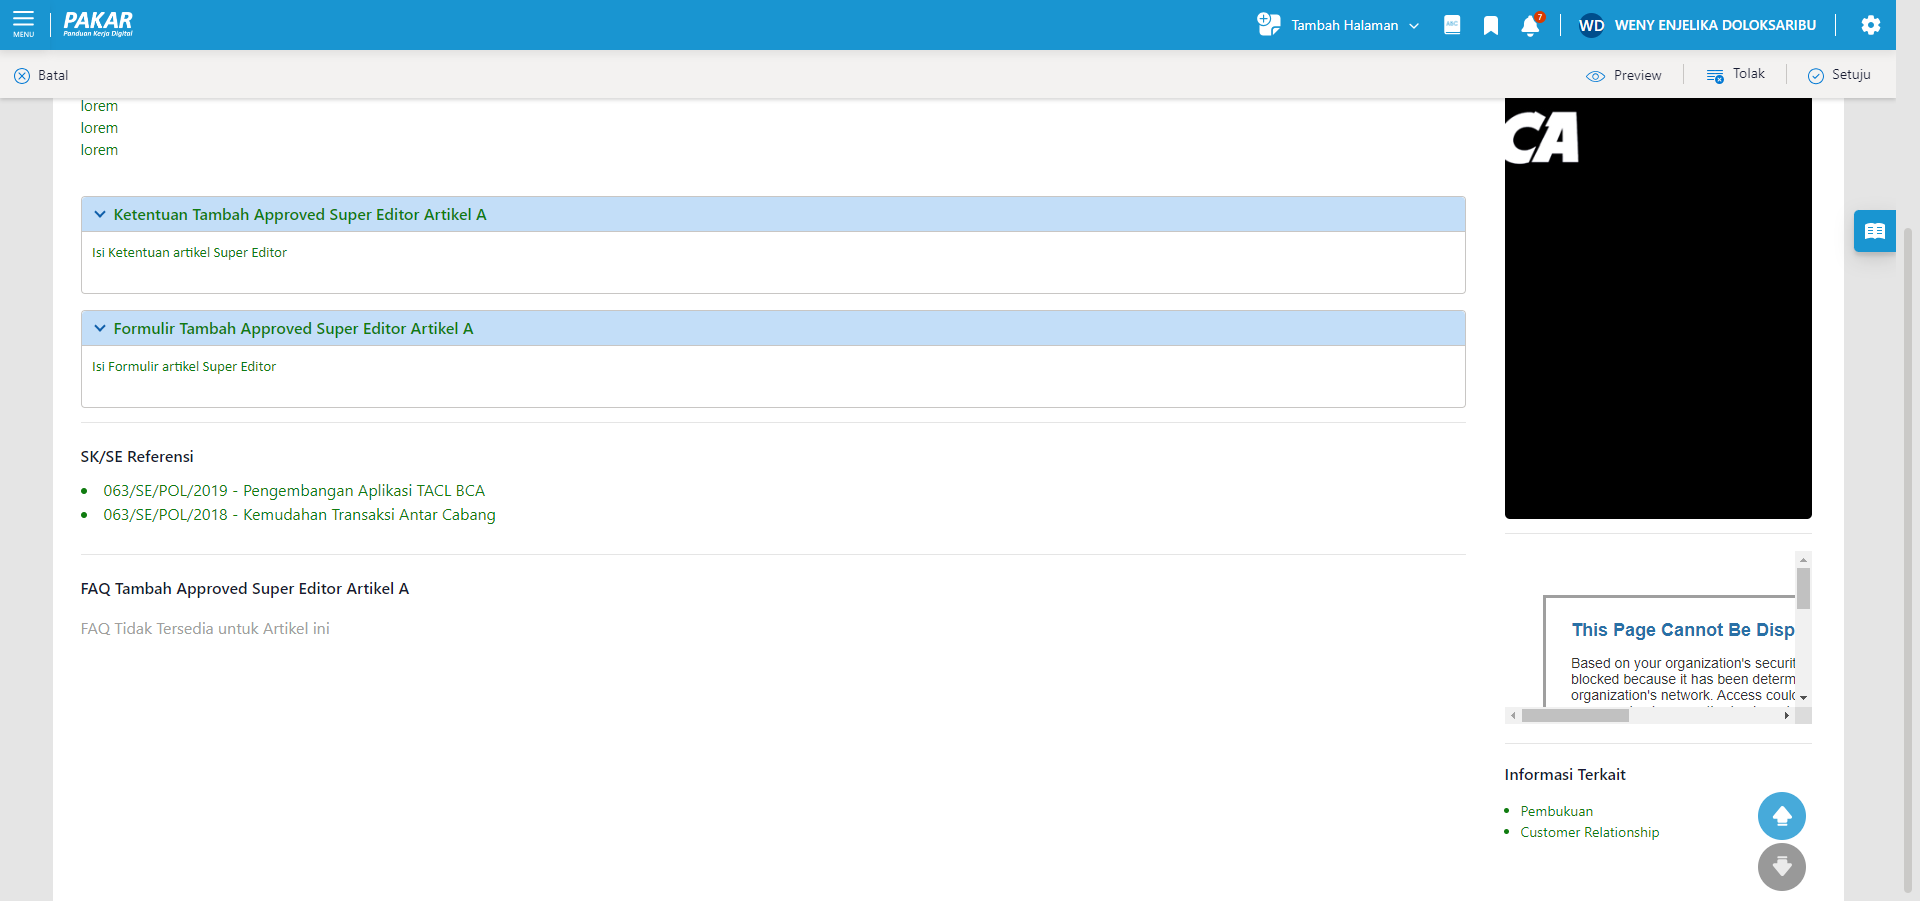 MENU
PAKAR
Panduan Kerja Digital
Tambah Halaman
ABC
7
WD
WENY ENJELIKA DOLOKSARIBU
Batal
Preview
Tolak
Setuju
lorem
lorem
lorem
Ketentuan Tambah Approved Super Editor Artikel A
Isi Ketentuan artikel Super Editor
Formulir Tambah Approved Super Editor Artikel A
Isi Formulir artikel Super Editor
SK/SE Referensi
063/SE/POL/2019 - Pengembangan Aplikasi TACL BCA
063/SE/POL/2018 - Kemudahan Transaksi Antar Cabang
FAQ Tambah Approved Super Editor Artikel A
FAQ Tidak Tersedia untuk Artikel ini
CA
This Page Cannot Be Disp
Based on your organization's securit
blocked because it has been determ
organization's network. Access coul
Informasi Terkait
Pembukuan
Customer Relationship